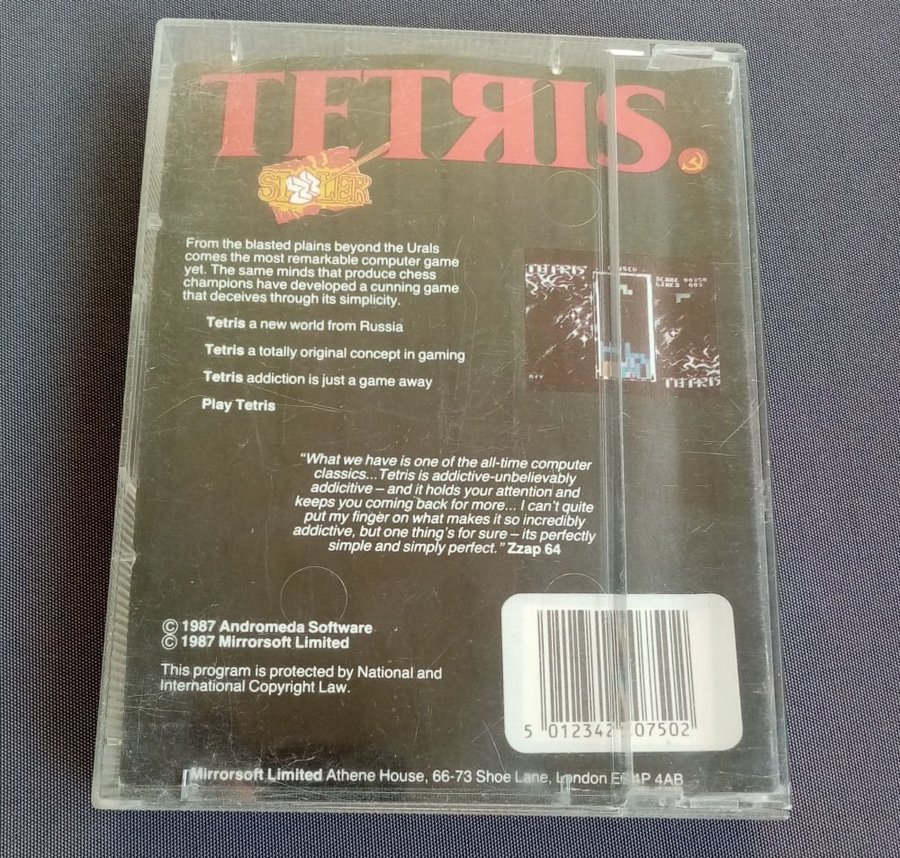 TETЯIS.
SIZZLER
From the blasted plains beyond the Urals
comes the most remarkable computer game
yet. The same minds that produce chess
champions have developed a cunning game
that deceives through its simplicity.
Tetris a new world from Russia
Tetris a totally original concept in gaming
Tetris addiction is just a game away
Play Tetris
TETRIS
SCORE
LINES
TETRIS
"What we have is one of the all-time computer
classics...Tetris is addictive-unbelievably
addicitive – and it holds your attention and
keeps you coming back for more... I can't quite
put my finger on what makes it so incredibly
addictive, but one thing's for sure – its perfectly
simple and simply perfect." Zzap 64
© 1987 Andromeda Software
© 1987 Mirrorsoft Limited
This program is protected by National and
International Copyright Law.
5 012342 07502
Mirrorsoft Limited Athene House, 66-73 Shoe Lane, London EC4P 4AB